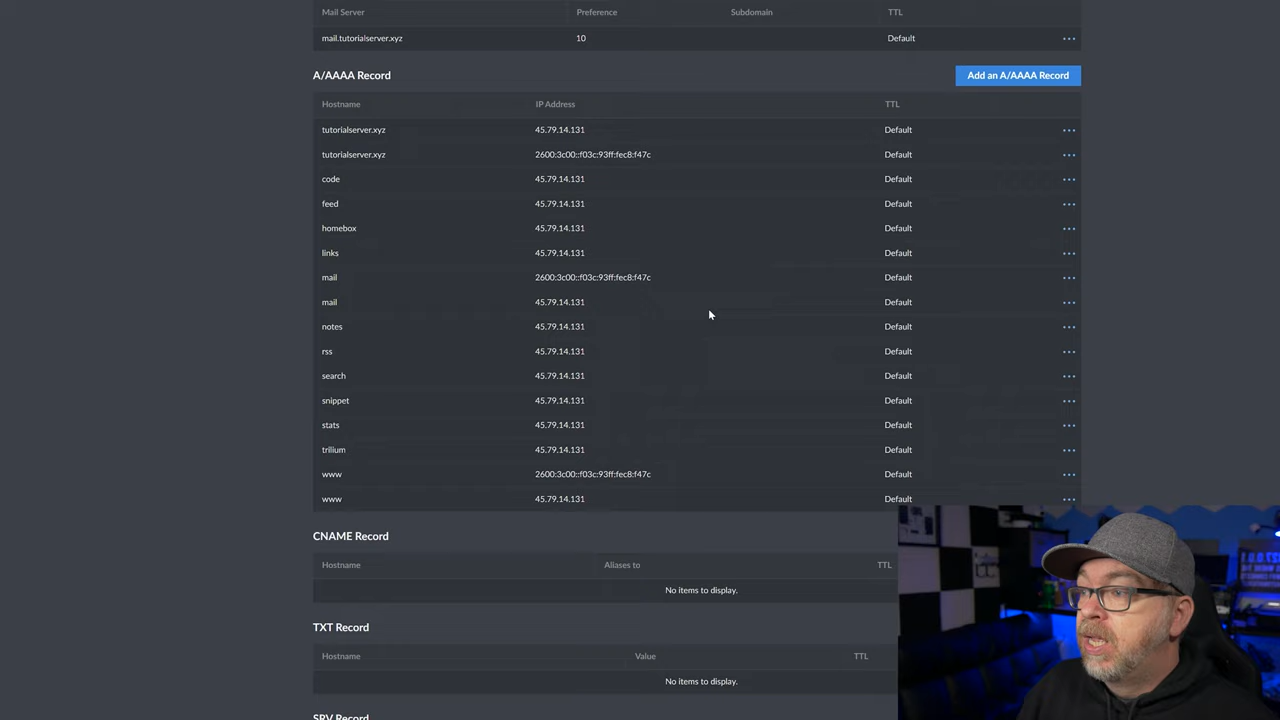 Mail Server Preference Subdomain TTL
mail.tutorialserver.xyz 10 Default ...
A/AAAA Record Add an A/AAAA Record
Hostname IP Address TTL
tutorialserver.xyz 45.79.14.131 Default ...
tutorialserver.xyz 2600:3c00::f03c:93ff:fec8:f47c Default ...
code 45.79.14.131 Default ...
feed 45.79.14.131 Default ...
homebox 45.79.14.131 Default ...
links 45.79.14.131 Default ...
mail 2600:3c00::f03c:93ff:fec8:f47c Default ...
mail 45.79.14.131 Default ...
notes 45.79.14.131 Default ...
rss 45.79.14.131 Default ...
search 45.79.14.131 Default ...
snippet 45.79.14.131 Default ...
stats 45.79.14.131 Default ...
trilium 45.79.14.131 Default ...
www 2600:3c00::f03c:93ff:fec8:f47c Default ...
www 45.79.14.131 Default ...
CNAME Record
Hostname Aliases to TTL
No items to display.
TXT Record
Hostname Value TTL
No items to display.
SRV Record